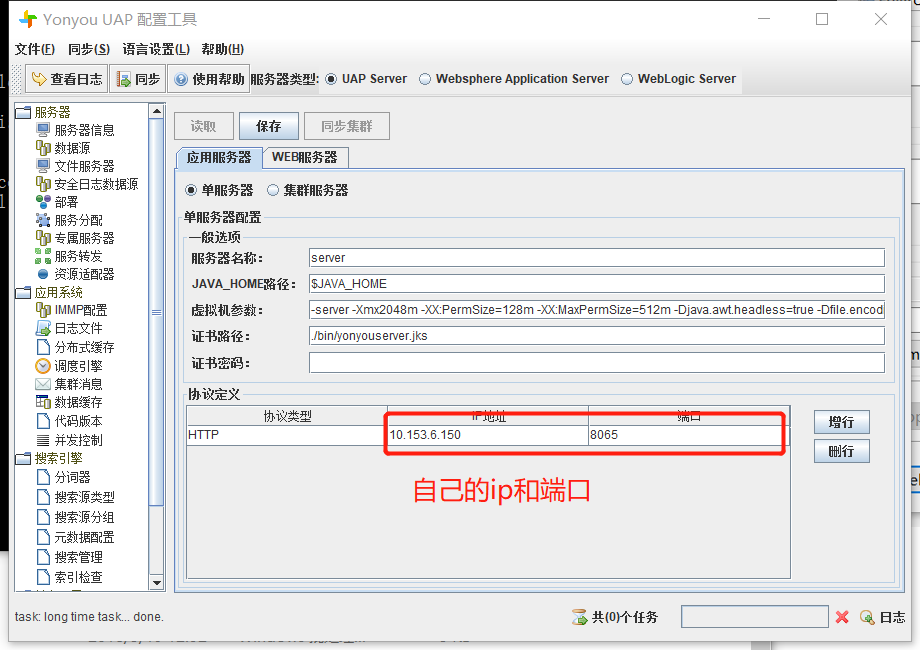 Yonyou UAP 配置工具
文件(F) 同步(S) 语言设置(L) 帮助(H)
查看日志 同步 使用帮助 服务器类型: UAP Server Websphere Application Server WebLogic Server
服务器
服务器信息
数据源
文件服务器
安全日志数据源
部署
服务分配
专属服务器
服务转发
资源适配器
应用系统
IMMP配置
日志文件
分布式缓存
调度引擎
集群消息
数据缓存
代码版本
并发控制
搜索引擎
分词器
搜索源类型
搜索源分组
元数据配置
搜索管理
索引检查
读取 保存 同步集群
应用服务器 WEB服务器
单服务器 集群服务器
单服务器配置
一般选项
服务器名称: server
JAVA_HOME路径: $JAVA_HOME
虚拟机参数: -server -Xmx2048m -XX:PermSize=128m -XX:MaxPermSize=512m -Djava.awt.headless=true -Dfile.encod
证书路径: ./bin/yonyouserver.jks
证书密码:
协议定义
协议类型 IP地址 端口
HTTP 10.153.6.150 8065
增行
删行
自己的ip和端口
task: long time task... done.
共(0)个任务
日志